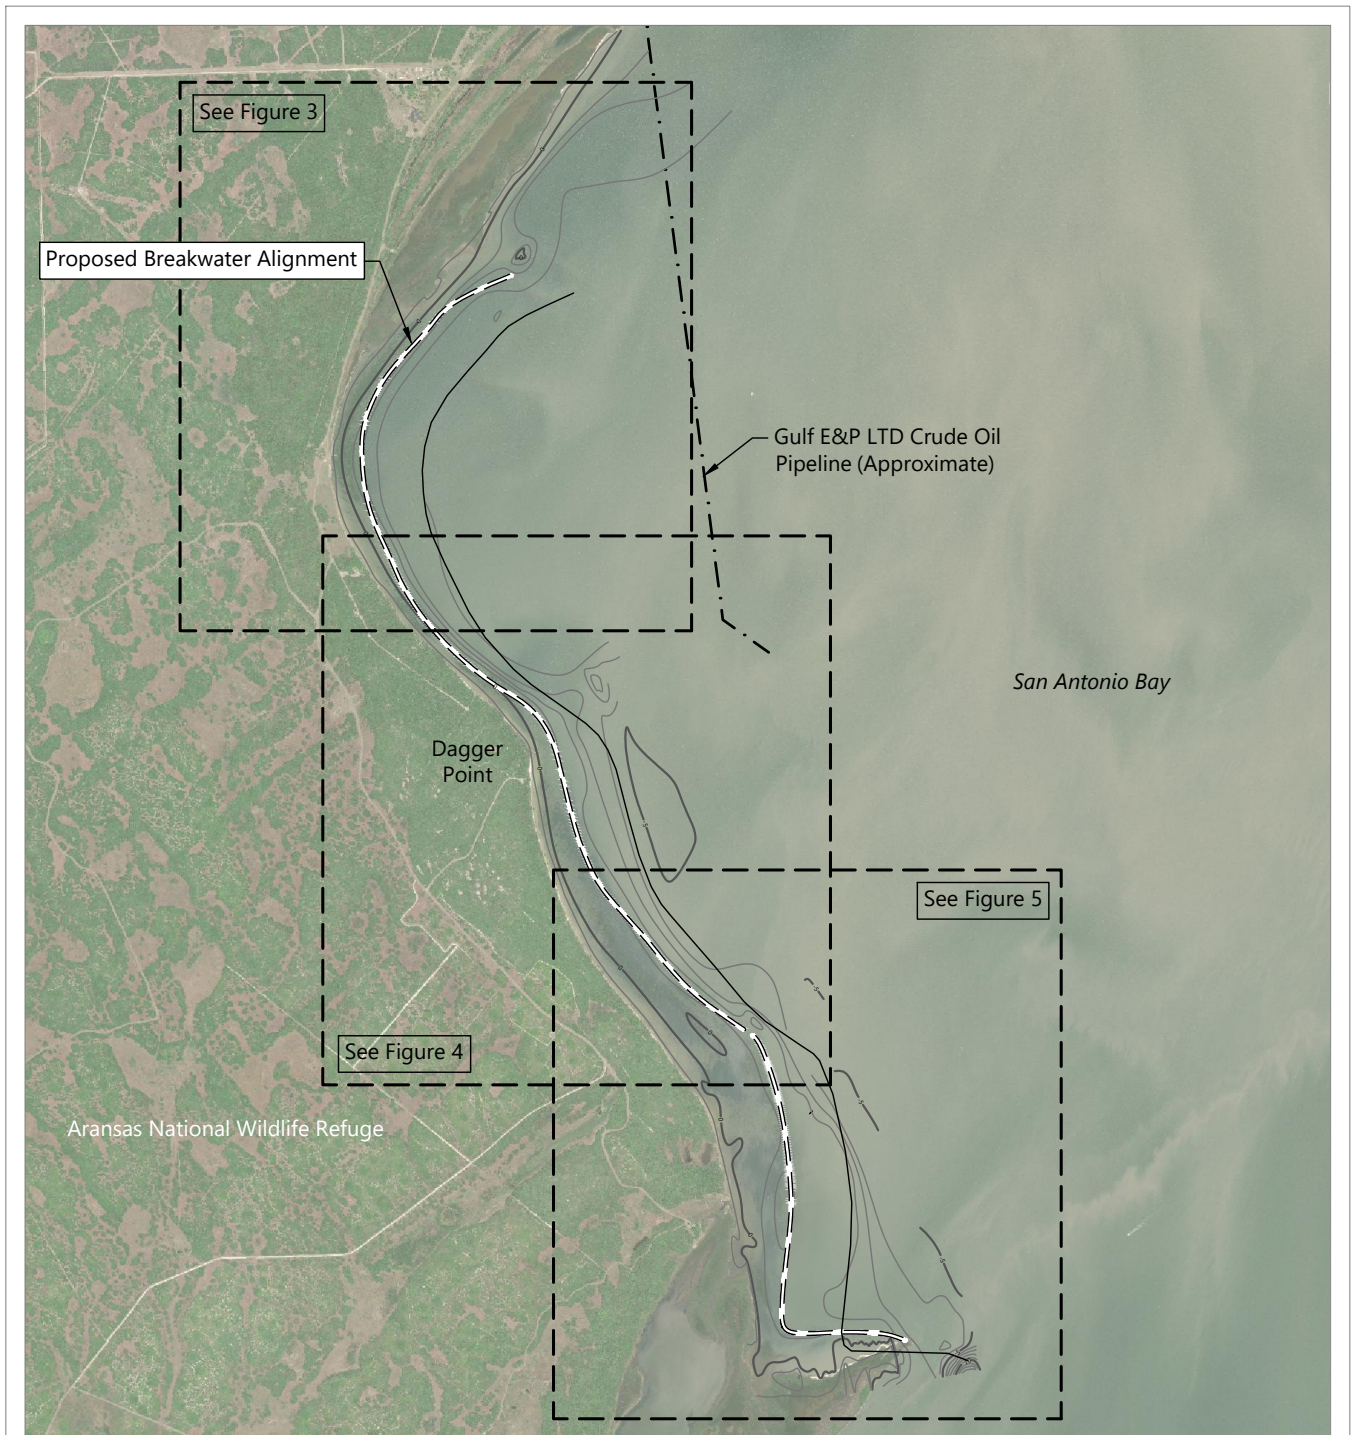 See Figure 3
Proposed Breakwater Alignment
Gulf E&P LTD Crude Oil
Pipeline (Approximate)
San Antonio Bay
Dagger
Point
See Figure 5
See Figure 4
Aransas National Wildlife Refuge